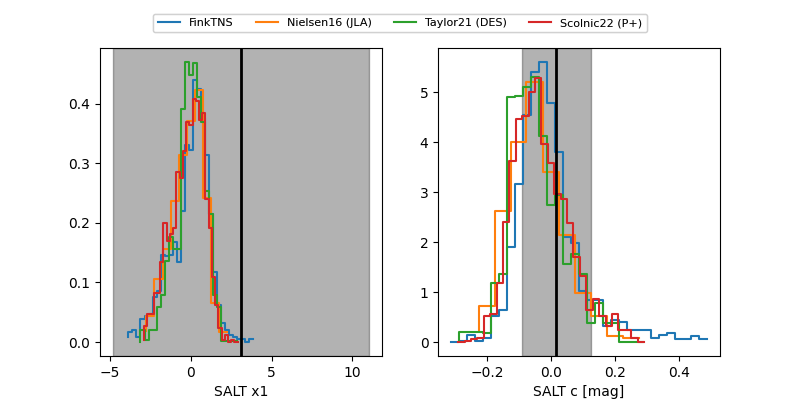 FinkTNS Nielsen16 (JLA) Taylor21 (DES) Scolnic22 (P+)
0.4
0.3
0.2
0.1
0.0
−5 0 5 10
SALT x1
5
4
3
2
1
0
−0.2 0.0 0.2 0.4
SALT c [mag]